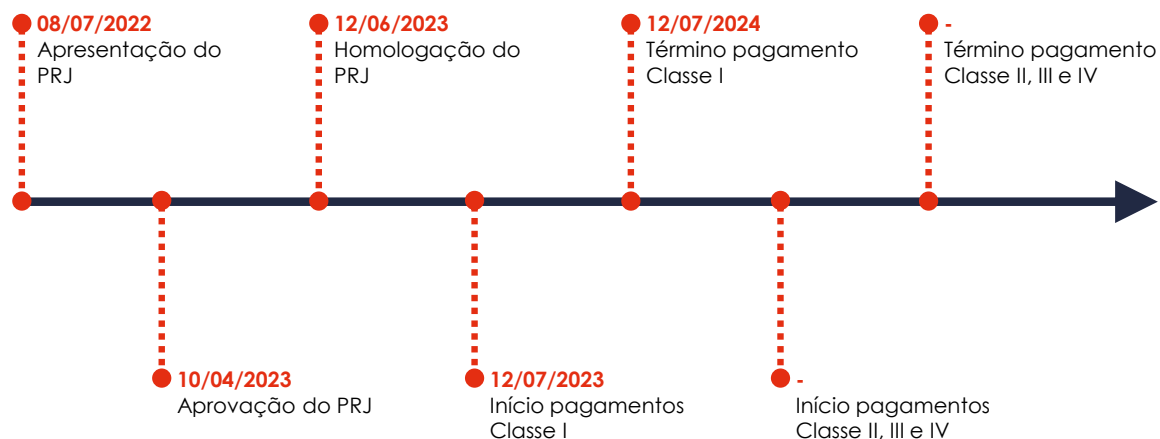 08/07/2022
Apresentação do
PRJ
12/06/2023
Homologação do
PRJ
12/07/2024
Término pagamento
Classe I
-
Término pagamento
Classe II, III e IV
10/04/2023
Aprovação do PRJ
12/07/2023
Início pagamentos
Classe I
-
Início pagamentos
Classe II, III e IV